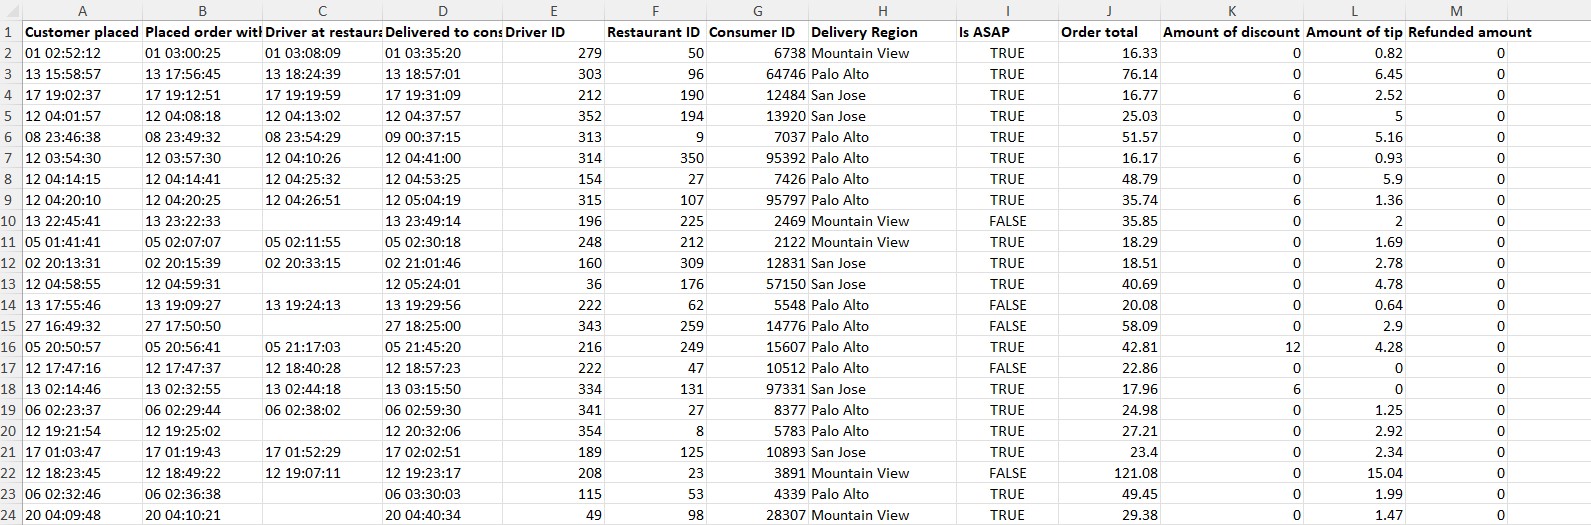 A B C D E F G H I J K L M
1 Customer placed Placed order with Driver at restaura Delivered to cons Driver ID Restaurant ID Consumer ID Delivery Region Is ASAP Order total Amount of discount Amount of tip Refunded amount
2 01 02:52:12 01 03:00:25 01 03:08:09 01 03:35:20 279 50 6738 Mountain View TRUE 16.33 0 0.82 0
3 13 15:58:57 13 17:56:45 13 18:24:39 13 18:57:01 303 96 64746 Palo Alto TRUE 76.14 0 6.45 0
4 17 19:02:37 17 19:12:51 17 19:19:59 17 19:31:09 212 190 12484 San Jose TRUE 16.77 6 2.52 0
5 12 04:01:57 12 04:08:18 12 04:13:02 12 04:37:57 352 194 13920 San Jose TRUE 25.03 0 5 0
6 08 23:46:38 08 23:49:32 08 23:54:29 09 00:37:15 313 9 7037 Palo Alto TRUE 51.57 0 5.16 0
7 12 03:54:30 12 03:57:30 12 04:10:26 12 04:41:00 314 350 95392 Palo Alto TRUE 16.17 6 0.93 0
8 12 04:14:15 12 04:14:41 12 04:25:32 12 04:53:25 154 27 7426 Palo Alto TRUE 48.79 0 5.9 0
9 12 04:20:10 12 04:20:25 12 04:26:51 12 05:04:19 315 107 95797 Palo Alto TRUE 35.74 6 1.36 0
10 13 22:45:41 13 23:22:33 13 23:49:14 196 225 2469 Mountain View FALSE 35.85 0 2 0
11 05 01:41:41 05 02:07:07 05 02:11:55 05 02:30:18 248 212 2122 Mountain View TRUE 18.29 0 1.69 0
12 02 20:13:31 02 20:15:39 02 20:33:15 02 21:01:46 160 309 12831 San Jose TRUE 18.51 0 2.78 0
13 12 04:58:55 12 04:59:31 12 05:24:01 36 176 57150 San Jose TRUE 40.69 0 4.78 0
14 13 17:55:46 13 19:09:27 13 19:24:13 13 19:29:56 222 62 5548 Palo Alto FALSE 20.08 0 0.64 0
15 27 16:49:32 27 17:50:50 27 18:25:00 343 259 14776 Palo Alto FALSE 58.09 0 2.9 0
16 05 20:50:57 05 20:56:41 05 21:17:03 05 21:45:20 216 249 15607 Palo Alto TRUE 42.81 12 4.28 0
17 12 17:47:16 12 17:47:37 12 18:40:28 12 18:57:23 222 47 10512 Palo Alto FALSE 22.86 0 0 0
18 13 02:14:46 13 02:32:55 13 02:44:18 13 03:15:50 334 131 97331 San Jose TRUE 17.96 6 0 0
19 06 02:23:37 06 02:29:44 06 02:38:02 06 02:59:30 341 27 8377 Palo Alto TRUE 24.98 0 1.25 0
20 12 19:21:54 12 19:25:02 12 20:32:06 354 8 5783 Palo Alto TRUE 27.21 0 2.92 0
21 17 01:03:47 17 01:19:43 17 01:52:29 17 02:02:51 189 125 10893 San Jose TRUE 23.4 0 2.34 0
22 12 18:23:45 12 18:49:22 12 19:07:11 12 19:23:17 208 23 3891 Mountain View FALSE 121.08 0 15.04 0
23 06 02:32:46 06 02:36:38 06 03:30:03 115 53 4339 Palo Alto TRUE 49.45 0 1.99 0
24 20 04:09:48 20 04:10:21 20 04:40:34 49 98 28307 Mountain View TRUE 29.38 0 1.47 0